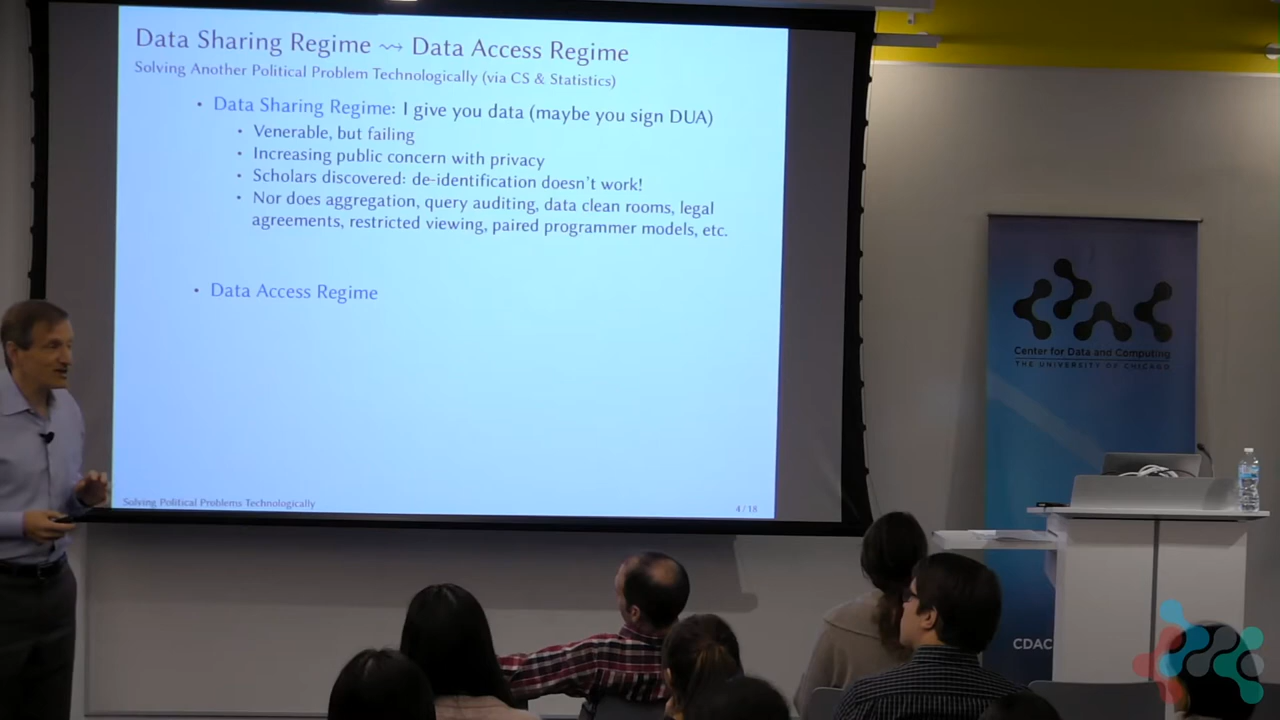 Data Sharing Regime ⇝ Data Access Regime
Solving Another Political Problem Technologically (via CS & Statistics)
• Data Sharing Regime: I give you data (maybe you sign DUA)
• Venerable, but failing
• Increasing public concern with privacy
• Scholars discovered: de-identification doesn't work!
• Nor does aggregation, query auditing, data clean rooms, legal
agreements, restricted viewing, paired programmer models, etc.
• Data Access Regime
Solving Political Problems Technologically
4 / 18
Center for Data and Computing
THE UNIVERSITY OF CHICAGO
CDAC